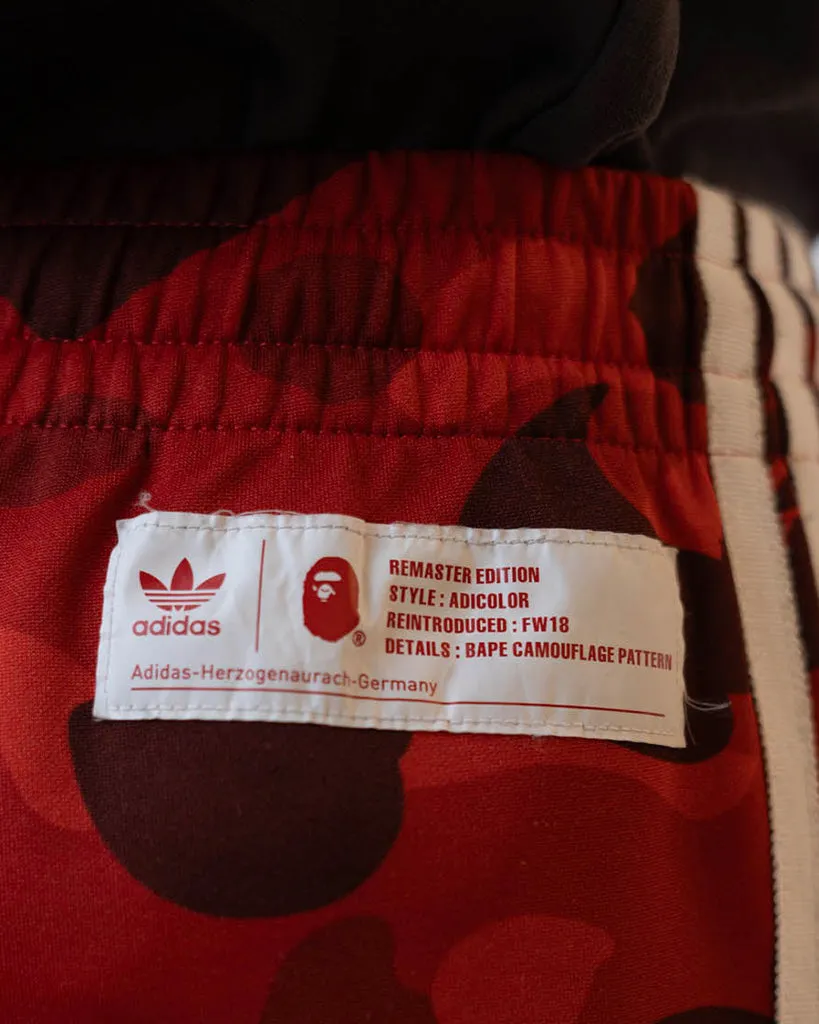 adidas
®
REMASTER EDITION
STYLE : ADICOLOR
REINTRODUCED : FW18
DETAILS : BAPE CAMOUFLAGE PATTERN
Adidas-Herzogenaurach-Germany